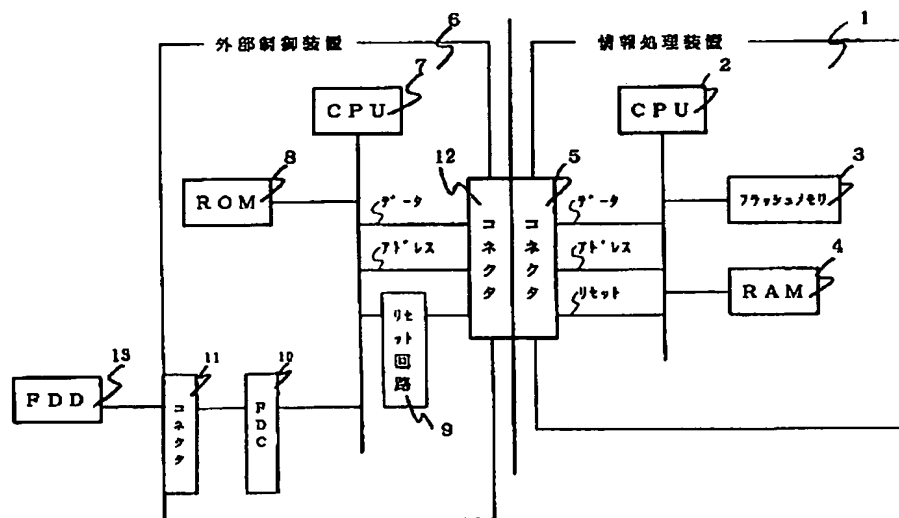 6
1
外部制御装置
情報処理装置
7
2
CPU
CPU
8
12
5
3
ROM
データ
データ
フラッシュメモリ
コネクタ
コネクタ
アドレス
アドレス
4
リセット
RAM
リセット回路
13
11
10
FDD
コネクタ
FDC
9